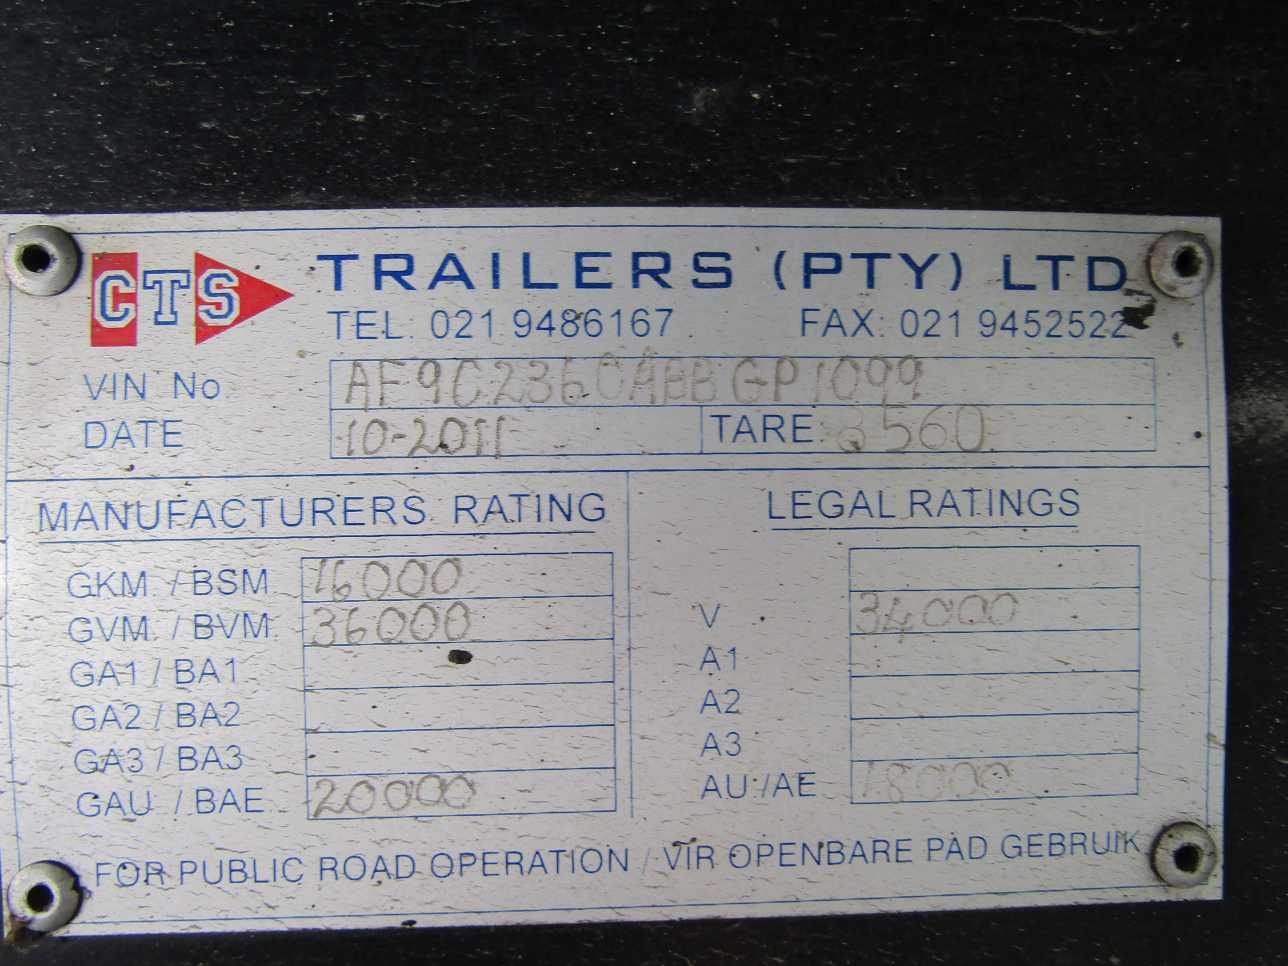 CTS TRAILERS (PTY) LTD
TEL: 021 9486167 FAX: 021 9452522
VIN No AF9C236CABBGP1099
DATE 10-2011 TARE: 8560
MANUFACTURERS RATING
GKM / BSM 16000
GVM / BVM 36000
GA1 / BA1
GA2 / BA2
GA3 / BA3
GAU / BAE 20000
LEGAL RATINGS
V 34000
A1
A2
A3
AU / AE 18000
FOR PUBLIC ROAD OPERATION / VIR OPENBARE PAD GEBRUIK